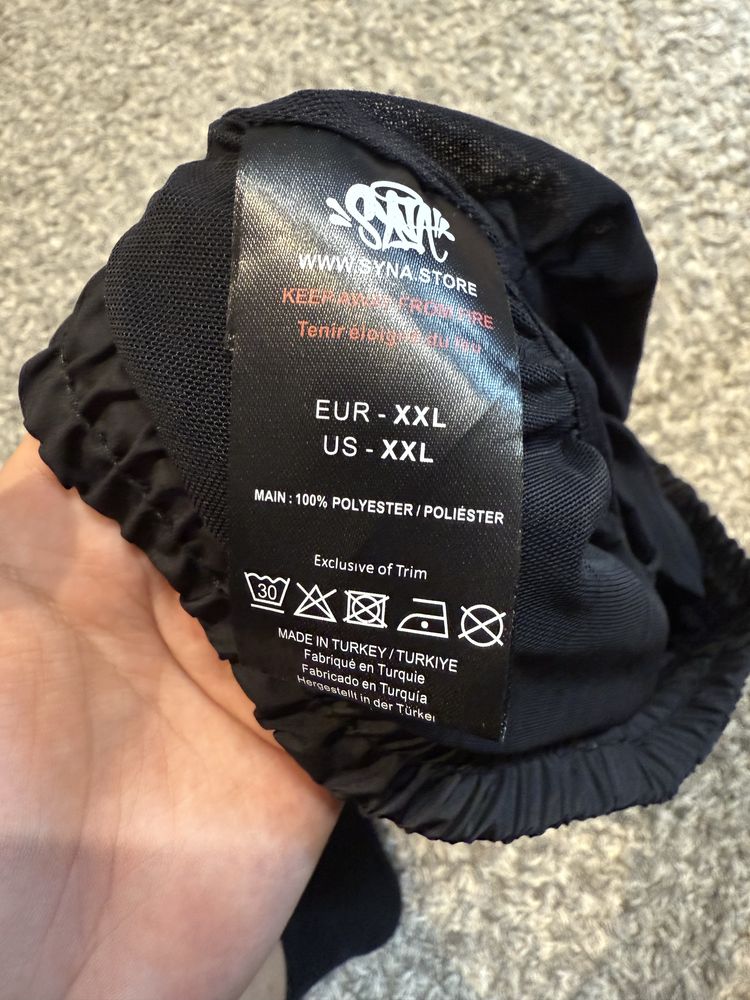 SYNA
WWW.SYNA.STORE
KEEP AWAY FROM FIRE
Tenir éloigné du feu
EUR - XXL
US - XXL
MAIN : 100% POLYESTER / POLIÉSTER
Exclusive of Trim
30
MADE IN TURKEY / TURKIYE
Fabriqué en Turquie
Fabricado en Turquía
Hergestellt in der Türkei